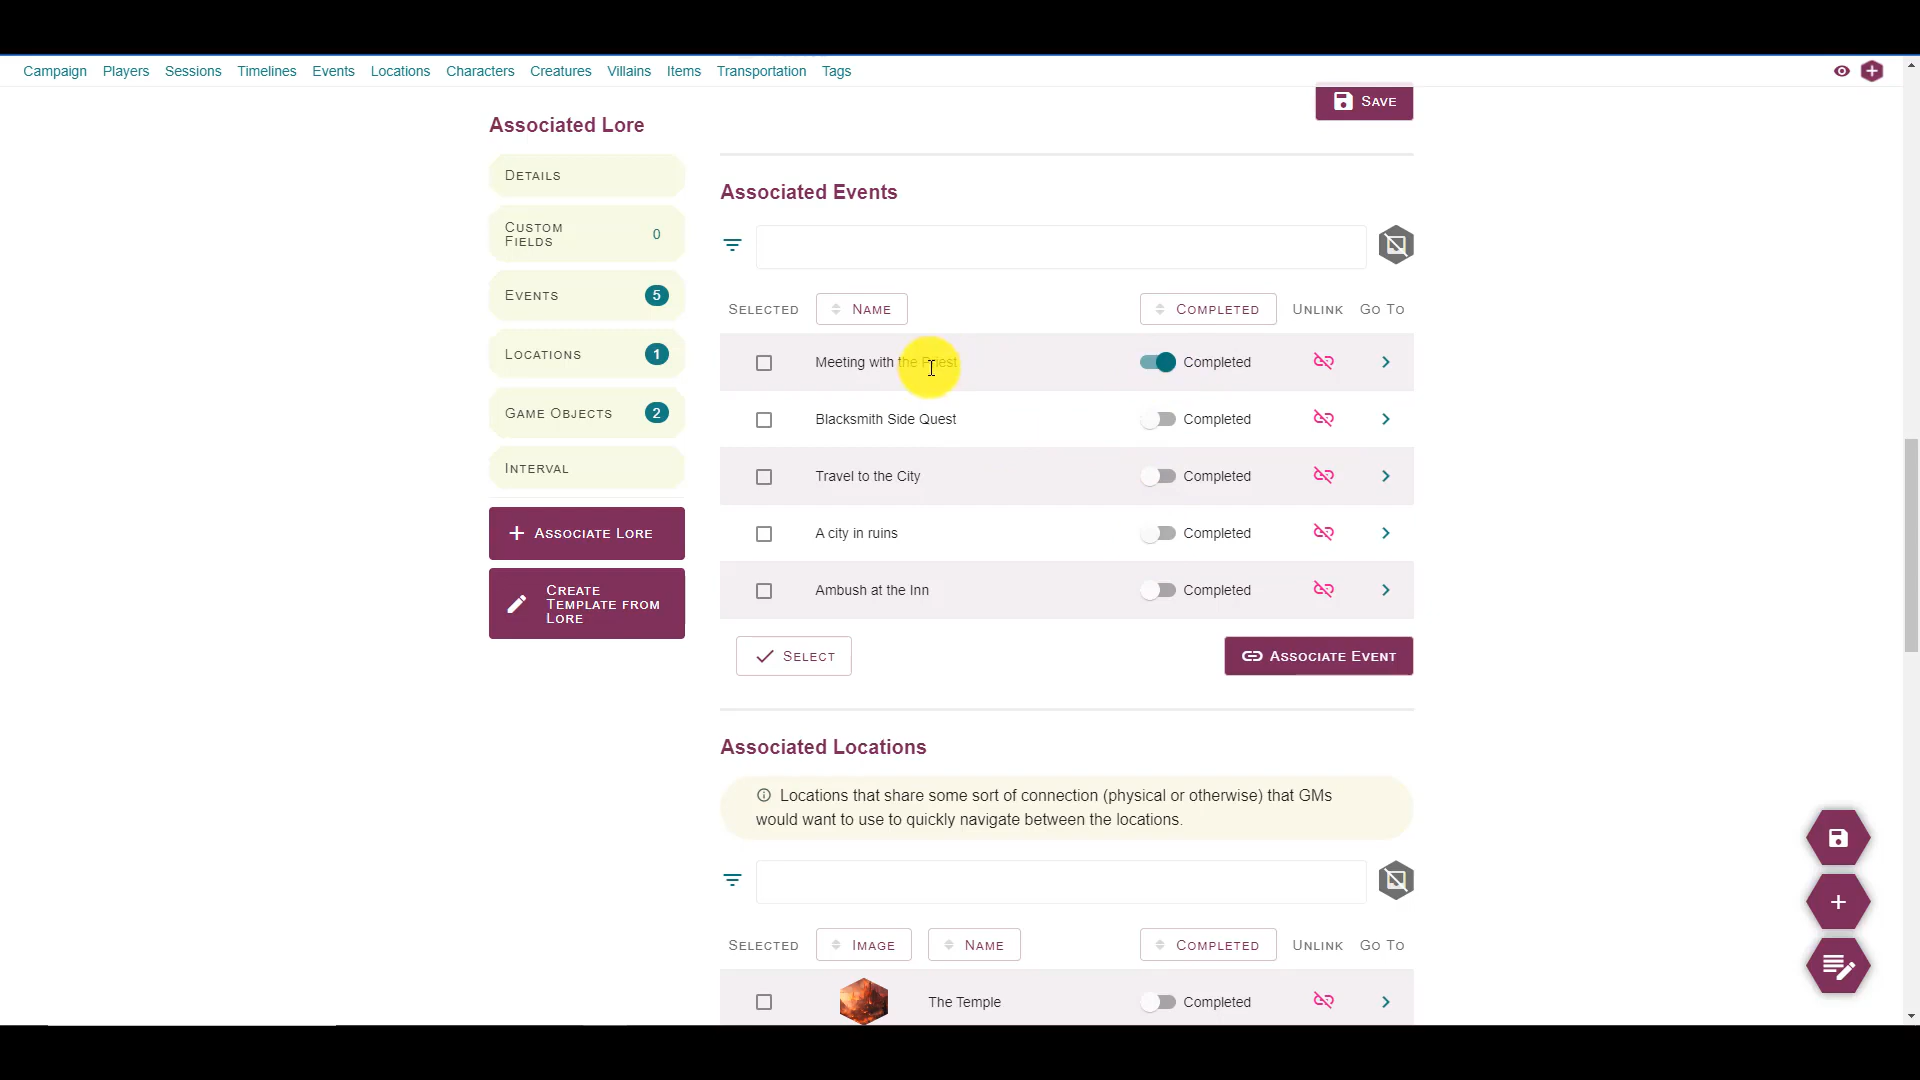 Campaign Players Sessions Timelines Events Locations Characters Creatures Villains Items Transportation Tags
SAVE
Associated Lore
DETAILS
CUSTOM FIELDS 0
EVENTS 5
LOCATIONS 1
GAME OBJECTS 2
INTERVAL
ASSOCIATE LORE
CREATE
TEMPLATE FROM
LORE
Associated Events
SELECTED NAME COMPLETED UNLINK GO TO
Meeting with the Priest Completed
Blacksmith Side Quest Completed
Travel to the City Completed
A city in ruins Completed
Ambush at the Inn Completed
SELECT ASSOCIATE EVENT
Associated Locations
Locations that share some sort of connection (physical or otherwise) that GMs
would want to use to quickly navigate between the locations.
SELECTED IMAGE NAME COMPLETED UNLINK GO TO
The Temple Completed